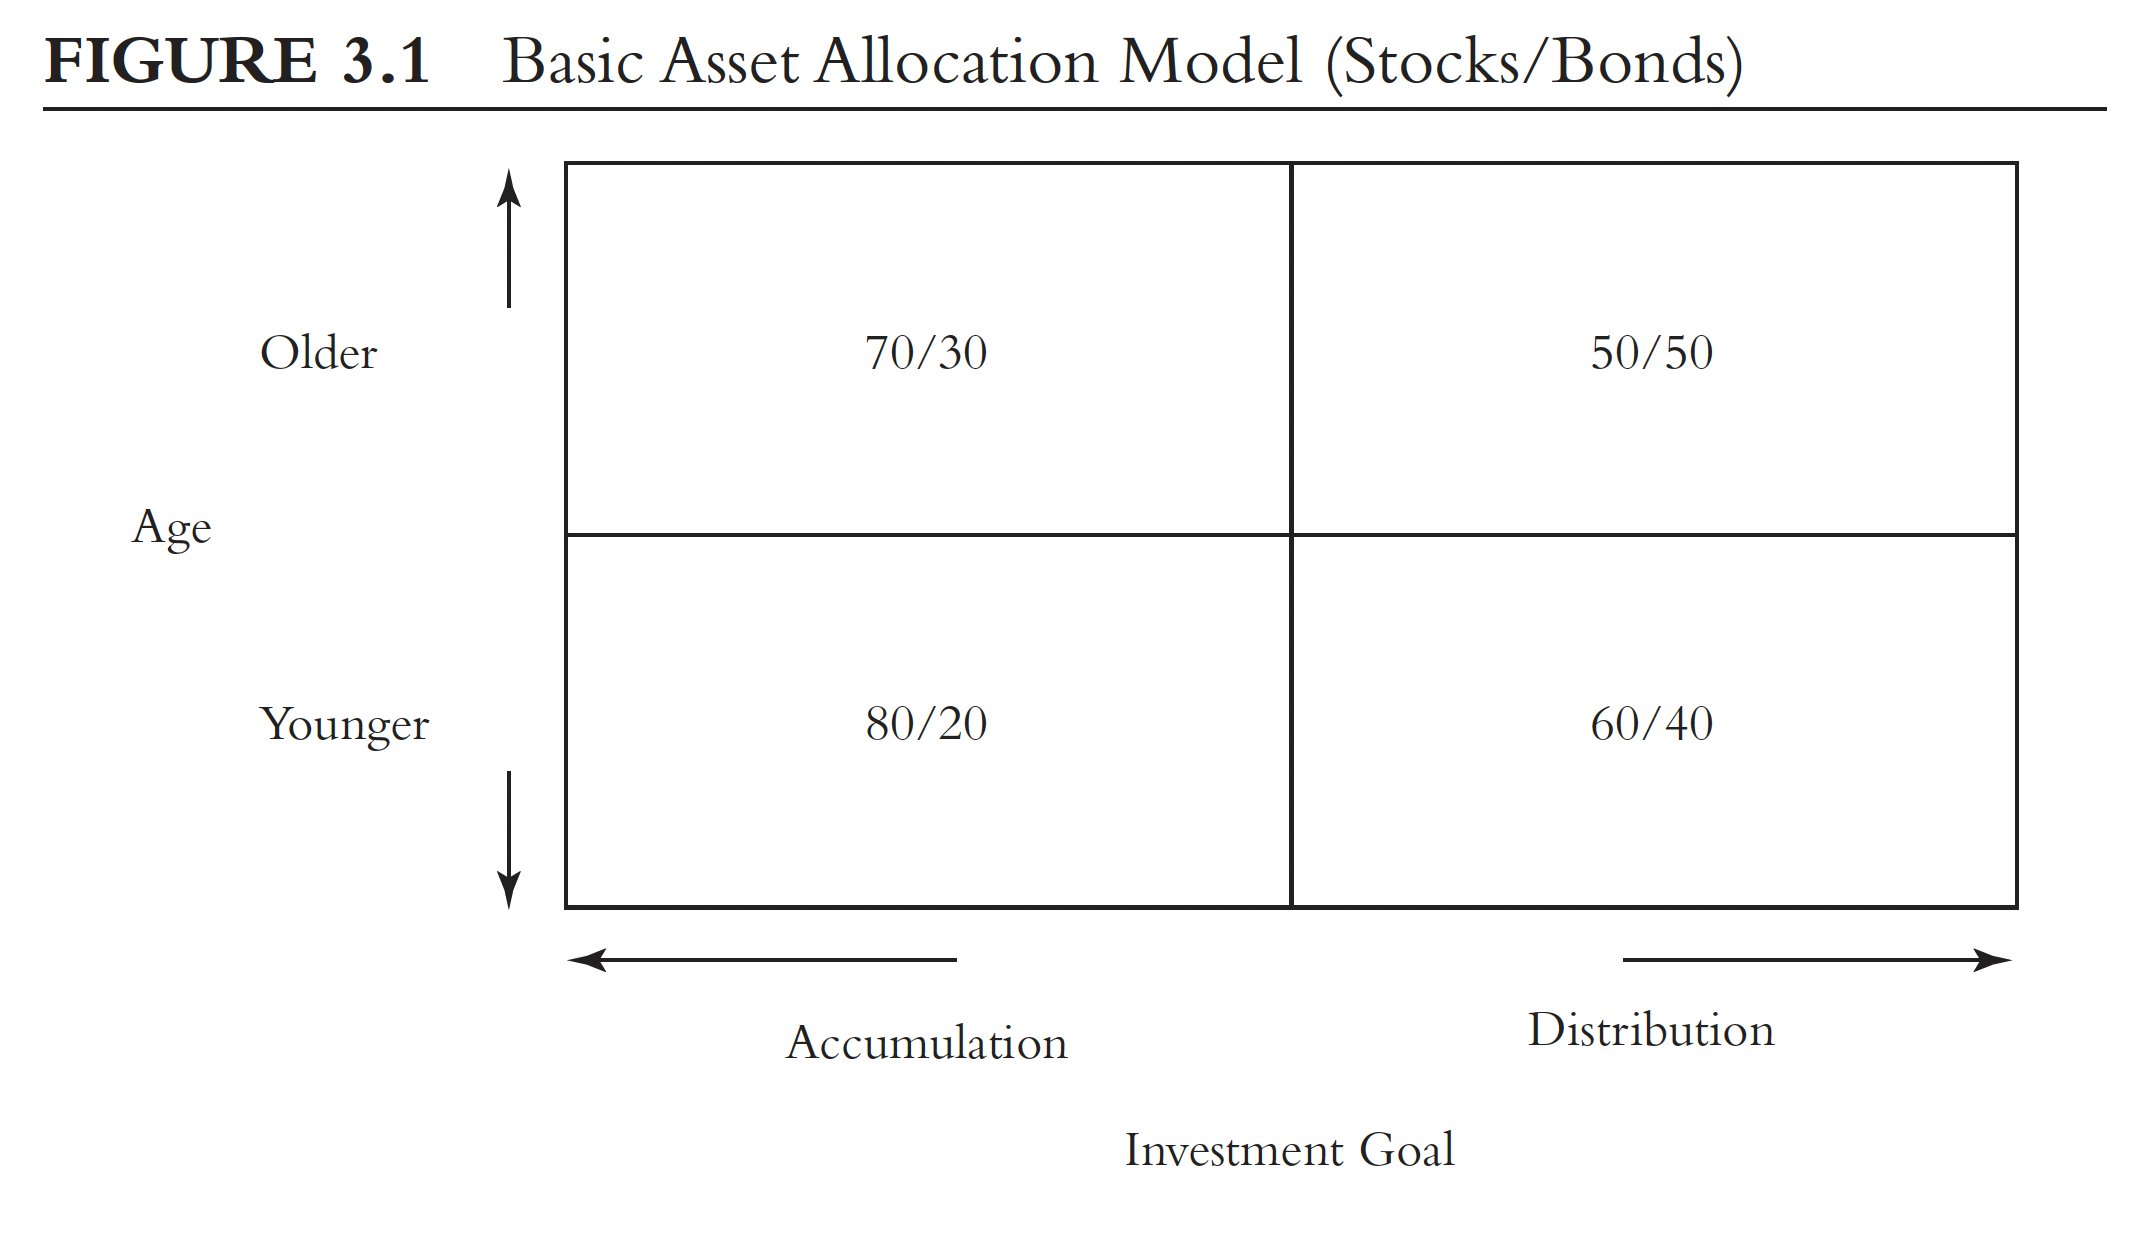 FIGURE 3.1 Basic Asset Allocation Model (Stocks/Bonds)
Older 70/30 50/50
Age
Younger 80/20 60/40
Accumulation Distribution
Investment Goal